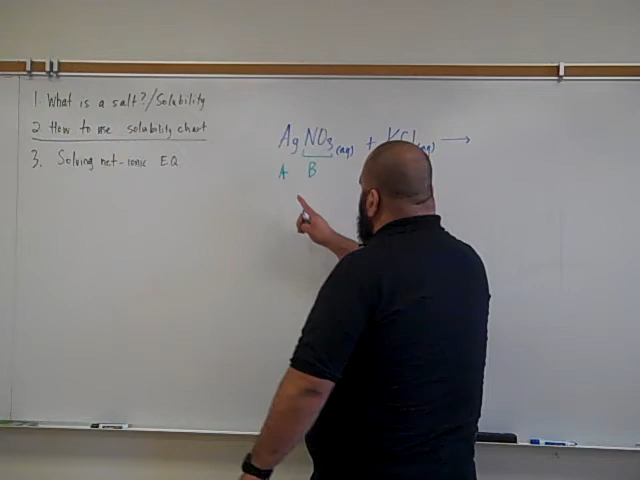 1. What is a salt?/Solubility
2. How to use solubility chart
3. Solving net-ionic E.Q
AgNO3(aq) + KCl(aq) →
A B